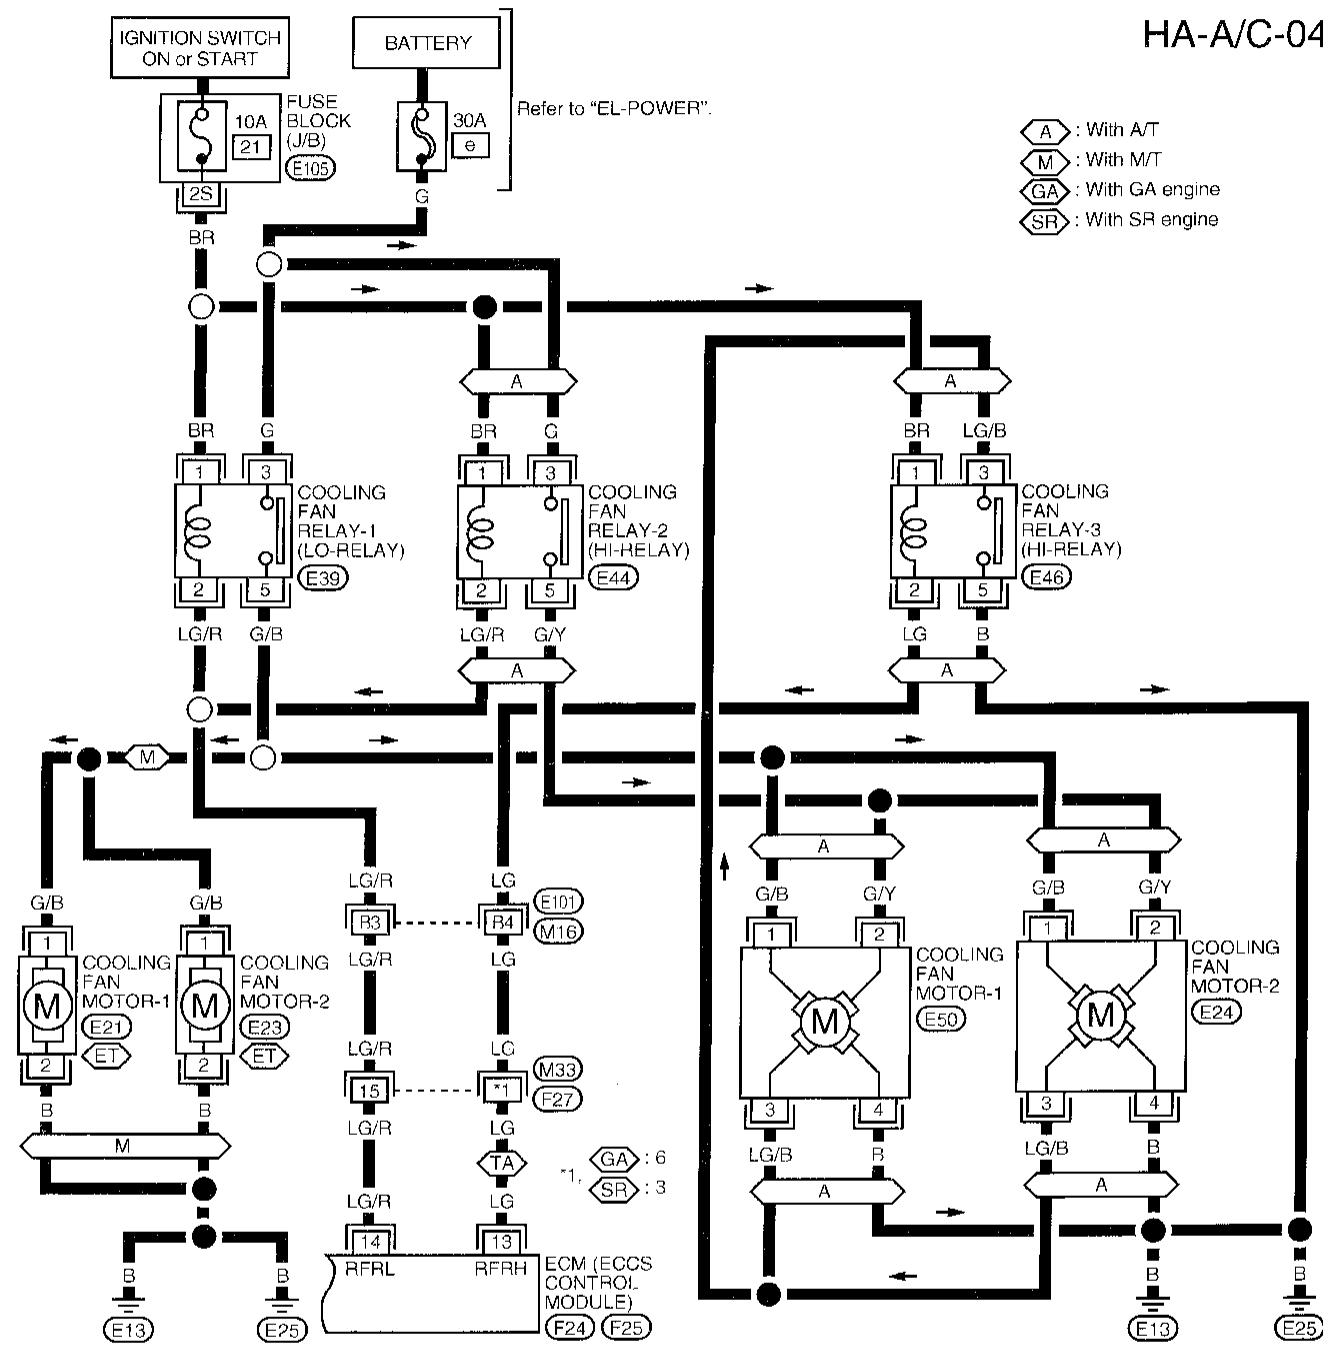 HA-A/C-04
IGNITION SWITCH
ON or START
BATTERY
FUSE
BLOCK
(J/B)
E105
10A
21
2S
BR
30A
e
G
Refer to "EL-POWER".
A : With A/T
M : With M/T
GA : With GA engine
SR : With SR engine
A
A
BR
G
BR
G
BR
LG/B
1
3
1
3
1
3
COOLING
FAN
RELAY-1
(LO-RELAY)
E39
COOLING
FAN
RELAY-2
(HI-RELAY)
E44
COOLING
FAN
RELAY-3
(HI-RELAY)
E46
2
5
2
5
2
5
LG/R
G/B
LG/R
G/Y
LG
B
A
A
M
A
A
G/B
G/B
LG/R
LG
G/B
G/Y
G/B
G/Y
B3
B4
E101
M16
1
1
1
2
1
2
LG/R
LG
COOLING
FAN
MOTOR-1
E21
ET
COOLING
FAN
MOTOR-2
E23
ET
COOLING
FAN
MOTOR-1
E50
COOLING
FAN
MOTOR-2
E24
M
M
M
M
2
2
LG/R
LG
15
*1
M33
F27
3
4
3
4
B
B
LG/R
LG
LG/B
B
LG/B
B
M
TA
*1,
GA : 6
SR : 3
A
A
LG/R
LG
14
13
RFRL
RFRH
ECM (ECCS
CONTROL
MODULE)
F24
F25
B
B
B
B
E13
E25
E13
E25